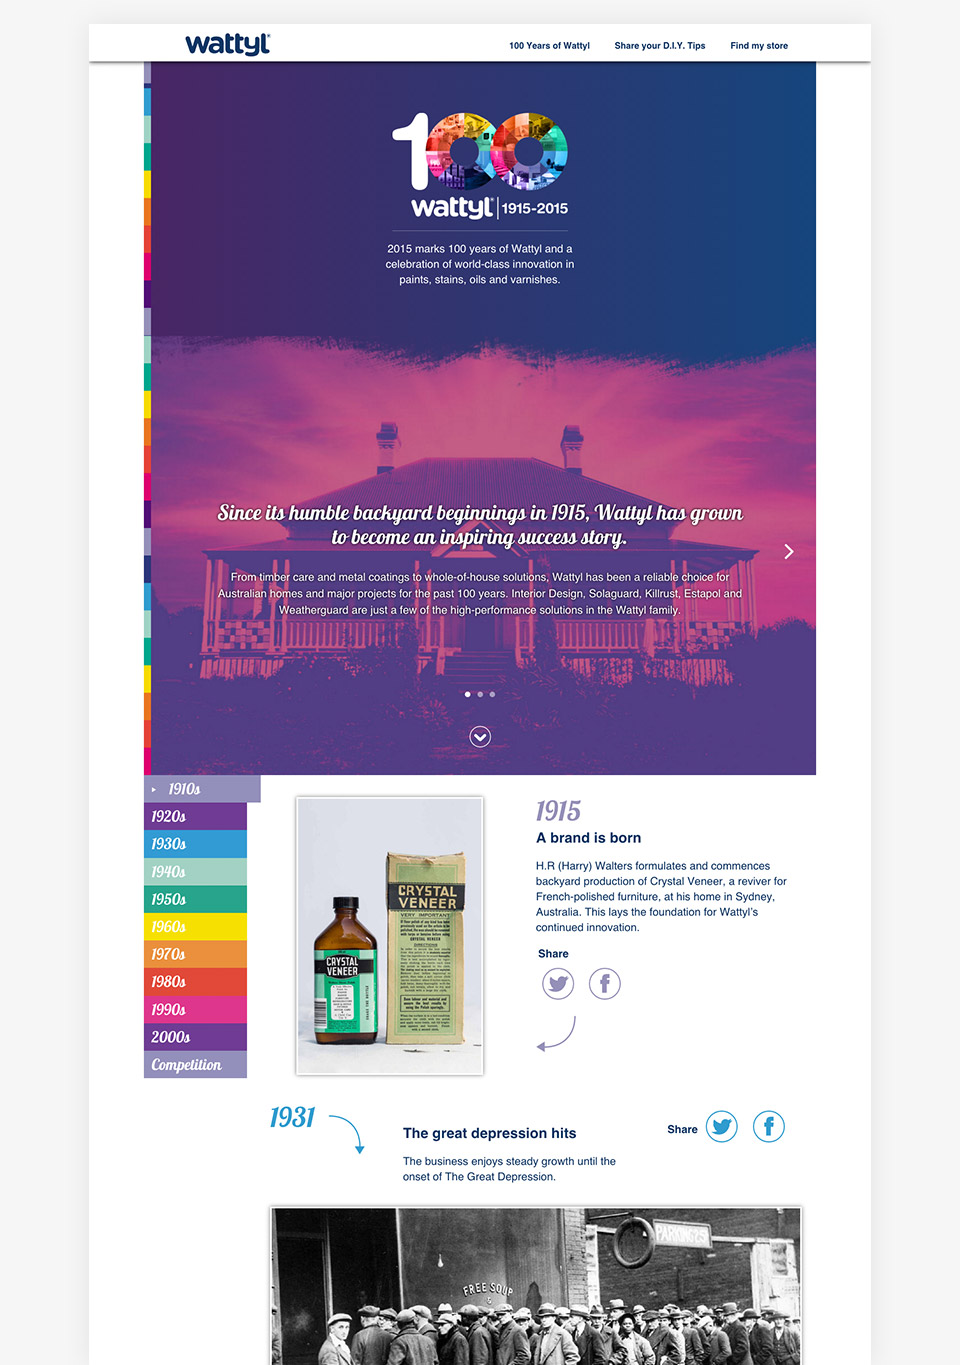 wattyl
100 Years of Wattyl
Share your D.I.Y. Tips
Find my store
100
wattyl | 1915-2015
2015 marks 100 years of Wattyl and a
celebration of world-class innovation in
paints, stains, oils and varnishes.
Since its humble backyard beginnings in 1915, Wattyl has grown
to become an inspiring success story.
From timber care and metal coatings to whole-of-house solutions, Wattyl has been a reliable choice for
Australian homes and major projects for the past 100 years. Interior Design, Solaguard, Killrust, Estapol and
Weatherguard are just a few of the high-performance solutions in the Wattyl family.
1910s
1920s
1930s
1940s
1950s
1960s
1970s
1980s
1990s
2000s
Competition
CRYSTAL
VENEER
CRYSTAL
VENEER
VERY IMPORTANT
DIRECTIONS
1915
A brand is born
H.R (Harry) Walters formulates and commences
backyard production of Crystal Veneer, a reviver for
French-polished furniture, at his home in Sydney,
Australia. This lays the foundation for Wattyl's
continued innovation.
Share
1931
The great depression hits
The business enjoys steady growth until the
onset of The Great Depression.
Share
PARKING 25
FREE SOUP